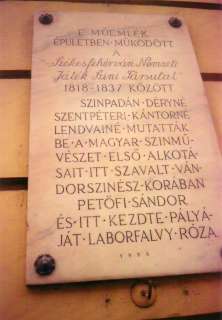 E MŰEMLÉK
ÉPÜLETBEN MŰKÖDÖTT
A
Székesfehérvári Nemzeti
Játék Színi Társulat
1818-1837 KÖZÖTT
SZÍNPADÁN DÉRYNÉ
SZENTPÉTERI, KÁNTORNÉ
LENDVAINÉ MUTATTÁK
BE A MAGYAR SZINMŰ-
VÉSZET ELSŐ ALKOTÁ-
SAIT ITT SZAVALT VÁN-
DORSZINÉSZ KORÁBAN
PETŐFI SÁNDOR
ÉS ITT KEZDTE PÁLYÁ-
JÁT LABORFALVY RÓZA.